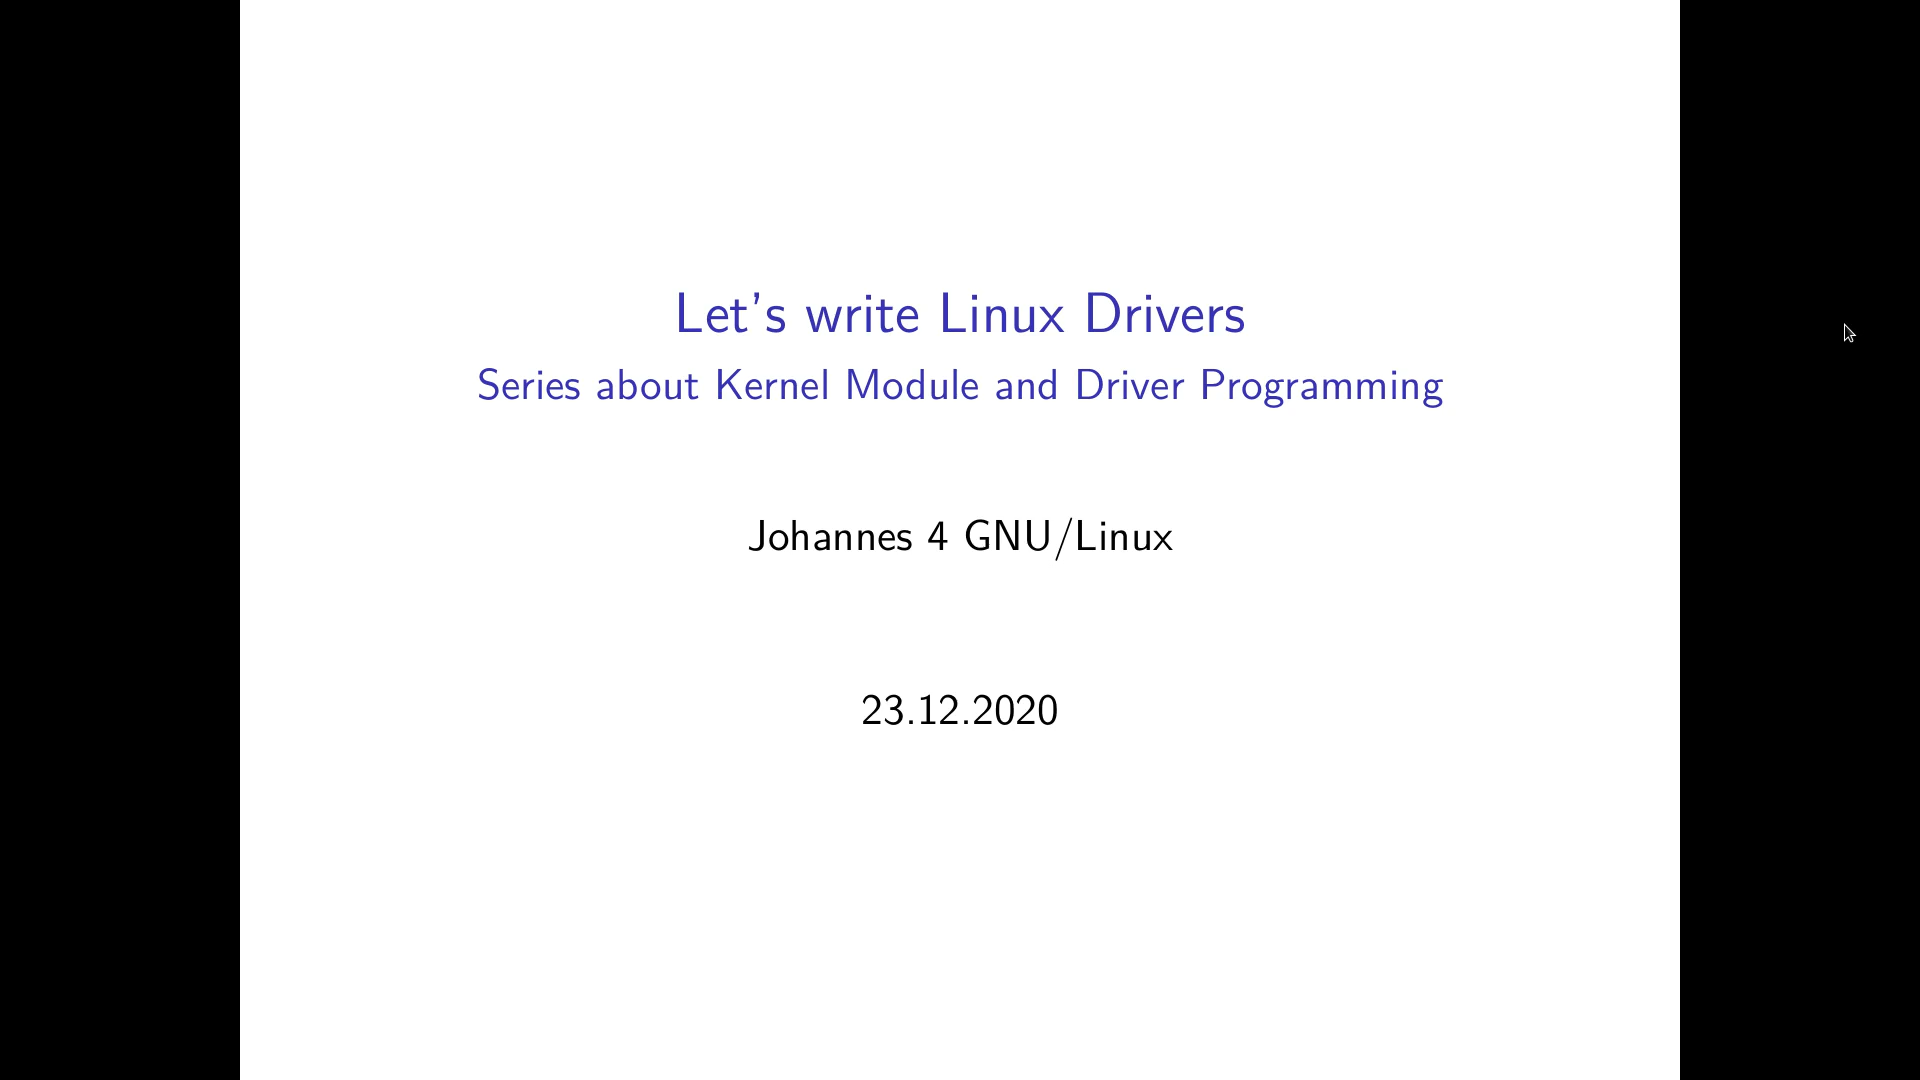 Let's write Linux Drivers
Series about Kernel Module and Driver Programming
Johannes 4 GNU/Linux
23.12.2020